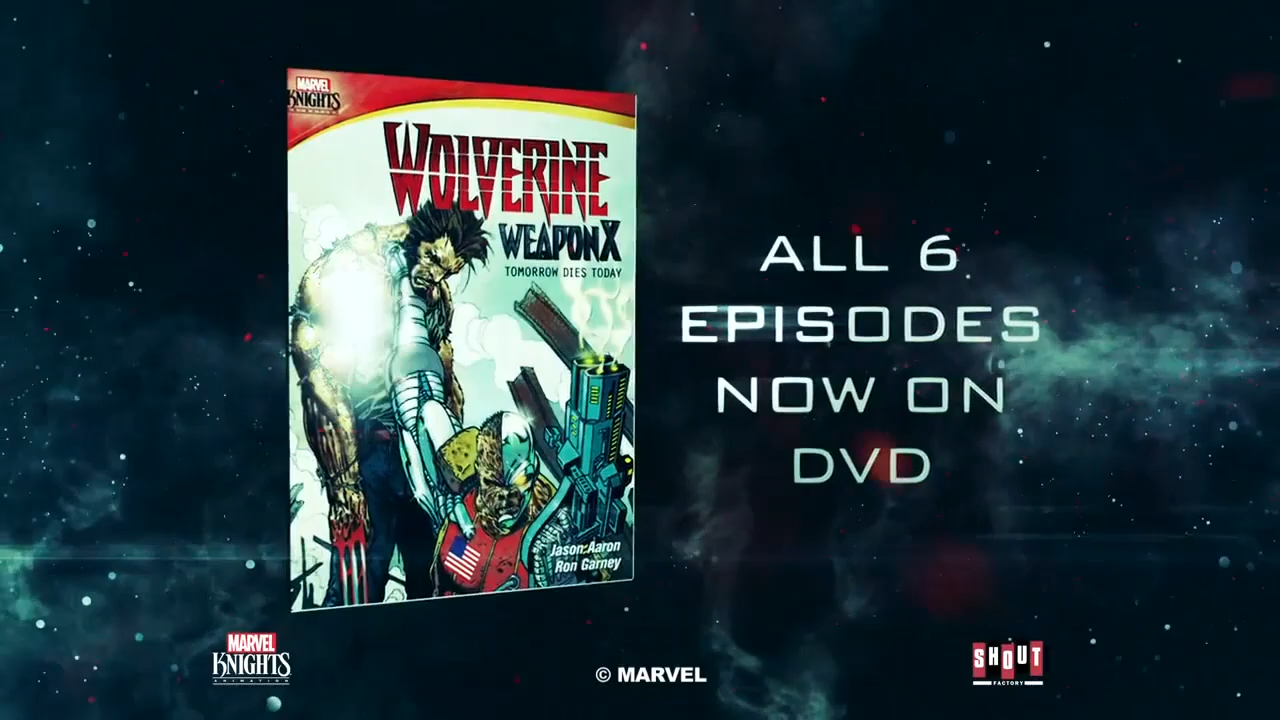 MARVEL
KNIGHTS
WOLVERINE
WEAPON X
TOMORROW DIES TODAY
Jason Aaron
Ron Garney
ALL 6
EPISODES
NOW ON
DVD
MARVEL
KNIGHTS
ANIMATION
© MARVEL
SHOUT
FACTORY